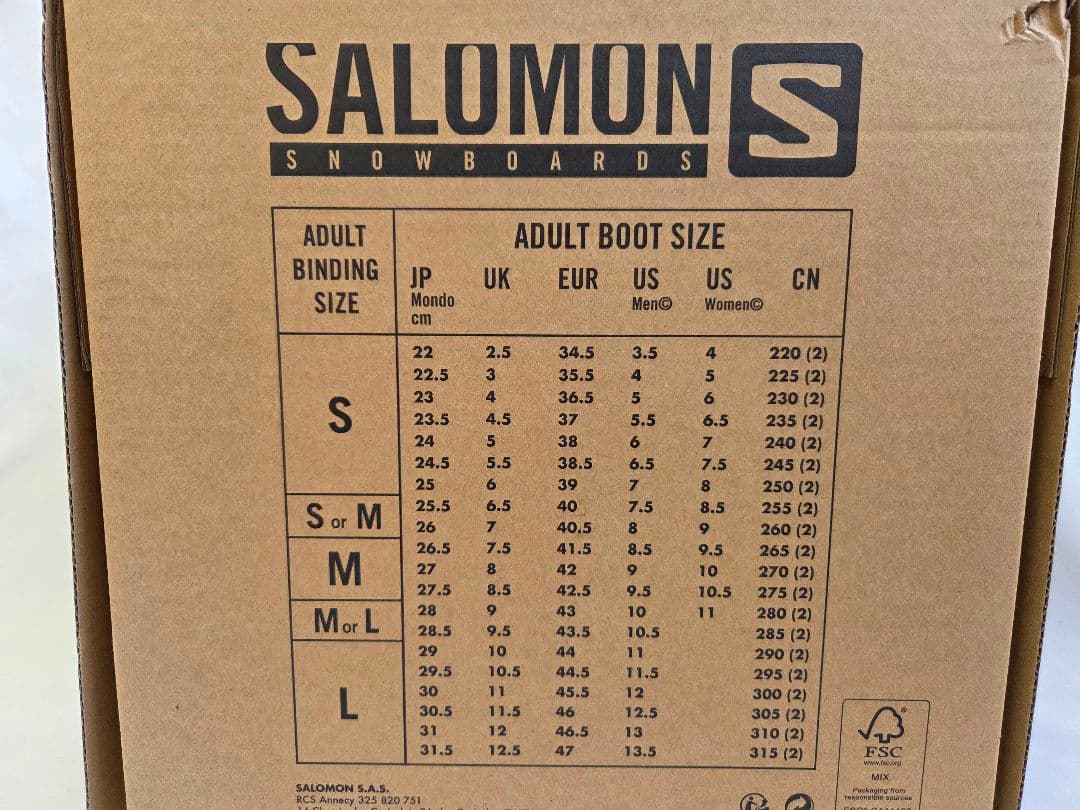 SALOMON S
SNOWBOARDS
ADULT BINDING SIZE
ADULT BOOT SIZE
JP Mondo cm UK EUR US Men© US Women© CN
S
22 2.5 34.5 3.5 4 220 (2)
22.5 3 35.5 4 5 225 (2)
23 4 36.5 5 6 230 (2)
23.5 4.5 37 5.5 6.5 235 (2)
24 5 38 6 7 240 (2)
24.5 5.5 38.5 6.5 7.5 245 (2)
25 6 39 7 8 250 (2)
S or M
25.5 6.5 40 7.5 8.5 255 (2)
26 7 40.5 8 9 260 (2)
M
26.5 7.5 41.5 8.5 9.5 265 (2)
27 8 42 9 10 270 (2)
27.5 8.5 42.5 9.5 10.5 275 (2)
M or L
28 9 43 10 11 280 (2)
28.5 9.5 43.5 10.5 285 (2)
L
29 10 44 11 290 (2)
29.5 10.5 44.5 11.5 295 (2)
30 11 45.5 12 300 (2)
30.5 11.5 46 12.5 305 (2)
31 12 46.5 13 310 (2)
31.5 12.5 47 13.5 315 (2)
SALOMON S.A.S.
RCS Annecy 325 820 751
FSC
www.fsc.org
MIX
Packaging from
responsible sources